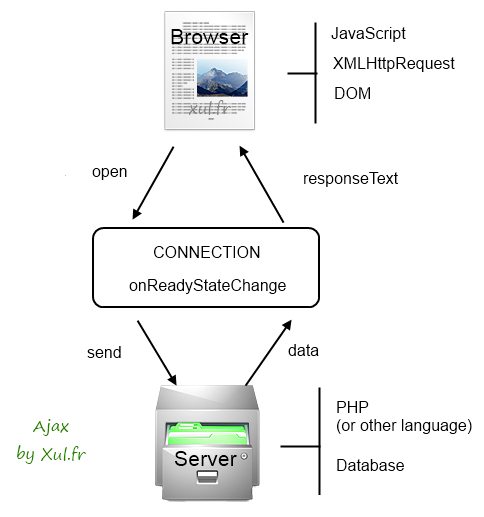 Browser
xul.fr
JavaScript
XMLHttpRequest
DOM
open
responseText
CONNECTION
onReadyStateChange
send
data
Ajax
by Xul.fr
Server
PHP
(or other language)
Database